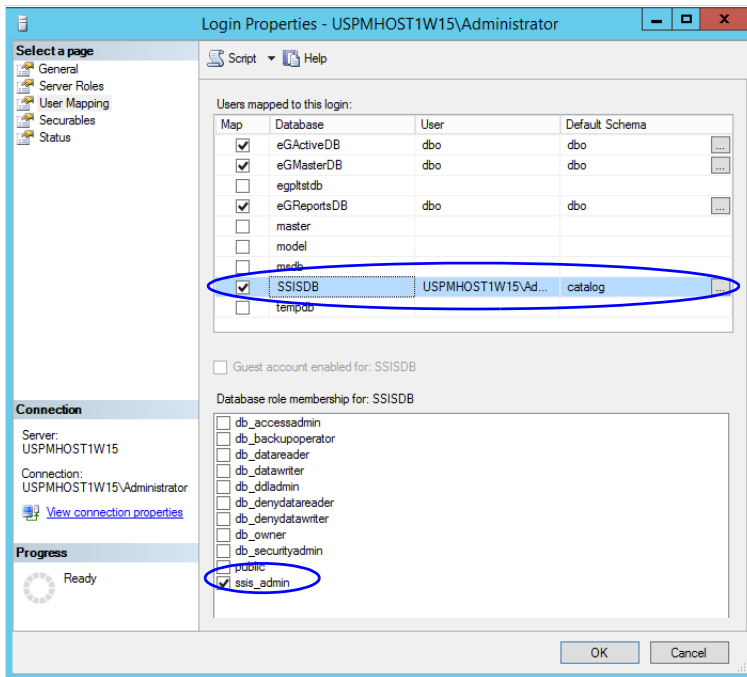 Login Properties - USPMHOST1W15\Administrator
Select a page
General
Server Roles
User Mapping
Securables
Status
Script Help
Users mapped to this login:
Map Database User Default Schema
eGActiveDB dbo dbo ...
eGMasterDB dbo dbo ...
egpltstdb
eGReportsDB dbo dbo ...
master
model
msdb
SSISDB USPMHOST1W15\Ad... catalog ...
tempdb
Guest account enabled for: SSISDB
Database role membership for: SSISDB
db_accessadmin
db_backupoperator
db_datareader
db_datawriter
db_ddladmin
db_denydatareader
db_denydatawriter
db_owner
db_securityadmin
public
ssis_admin
Connection
Server:
USPMHOST1W15
Connection:
USPMHOST1W15\Administrator
View connection properties
Progress
Ready
OK Cancel